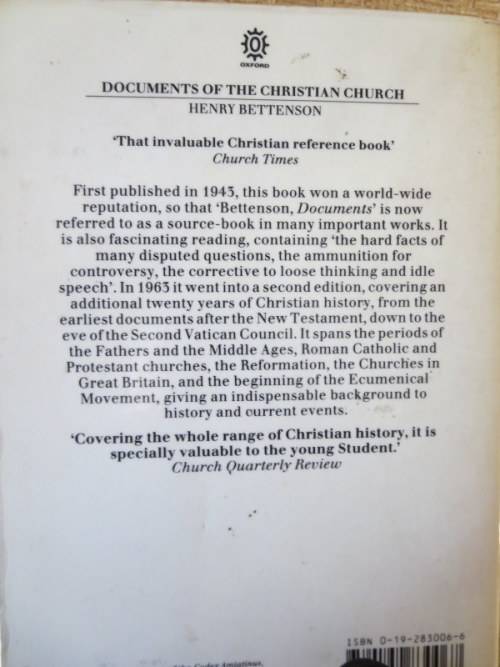 OXFORD
DOCUMENTS OF THE CHRISTIAN CHURCH
HENRY BETTENSON
'That invaluable Christian reference book'
Church Times
First published in 1943, this book won a world-wide
reputation, so that 'Bettenson, Documents' is now
referred to as a source-book in many important works. It
is also fascinating reading, containing 'the hard facts of
many disputed questions, the ammunition for
controversy, the corrective to loose thinking and idle
speech'. In 1963 it went into a second edition, covering an
additional twenty years of Christian history, from the
earliest documents after the New Testament, down to the
eve of the Second Vatican Council. It spans the periods of
the Fathers and the Middle Ages, Roman Catholic and
Protestant churches, the Reformation, the Churches in
Great Britain, and the beginning of the Ecumenical
Movement, giving an indispensable background to
history and current events.
'Covering the whole range of Christian history, it is
specially valuable to the young Student.'
Church Quarterly Review
ISBN 0-19-283006-6
Codex Amiatinus,